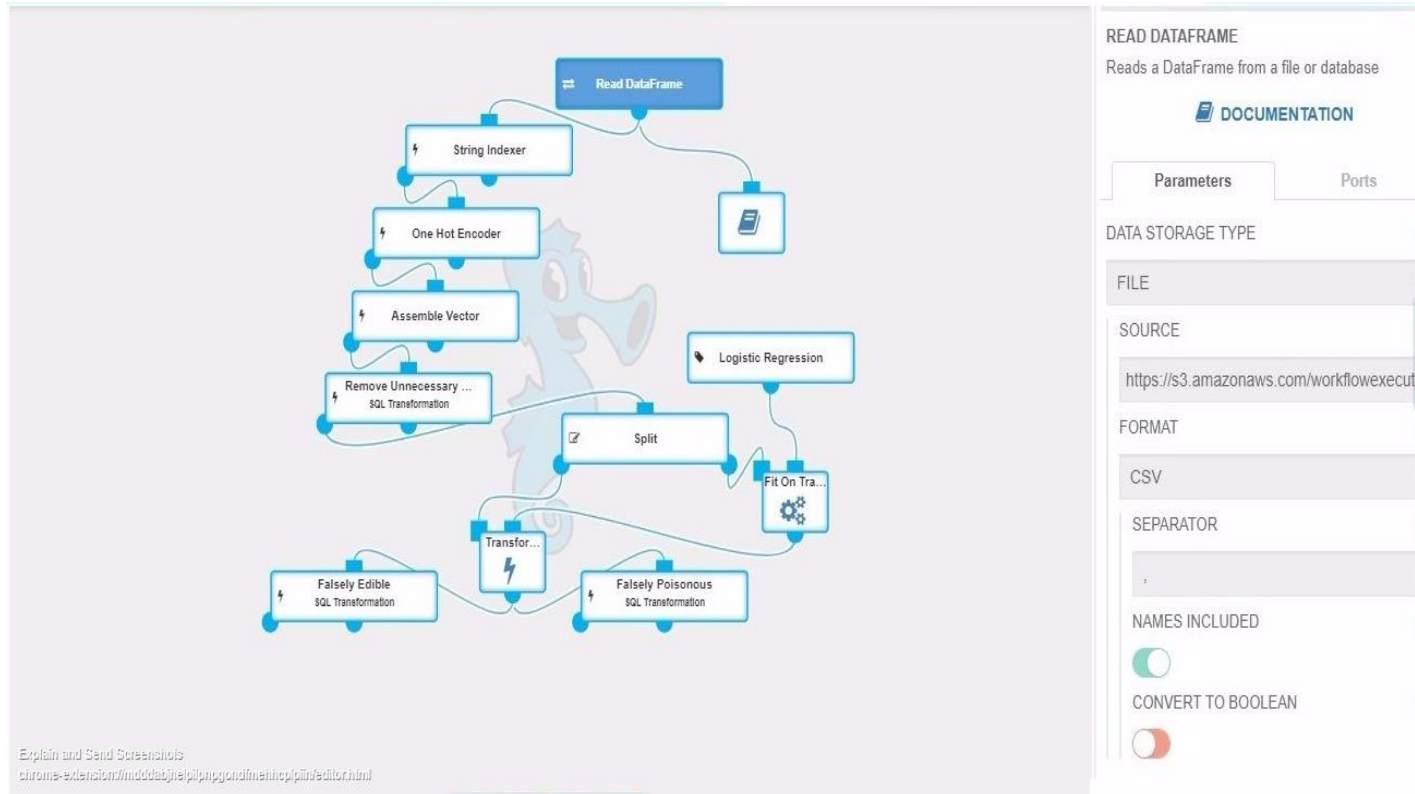 Read DataFrame
String Indexer
One Hot Encoder
Assemble Vector
Remove Unnecessary ...
SQL Transformation
Logistic Regression
Split
Fit On Tra...
Transfor...
Falsely Edible
SQL Transformation
Falsely Poisonous
SQL Transformation
Explain and Send Screenshots
READ DATAFRAME
Reads a DataFrame from a file or database
DOCUMENTATION
Parameters
Ports
DATA STORAGE TYPE
FILE
SOURCE
https://s3.amazonaws.com/workflowexecut
FORMAT
CSV
SEPARATOR
,
NAMES INCLUDED
CONVERT TO BOOLEAN